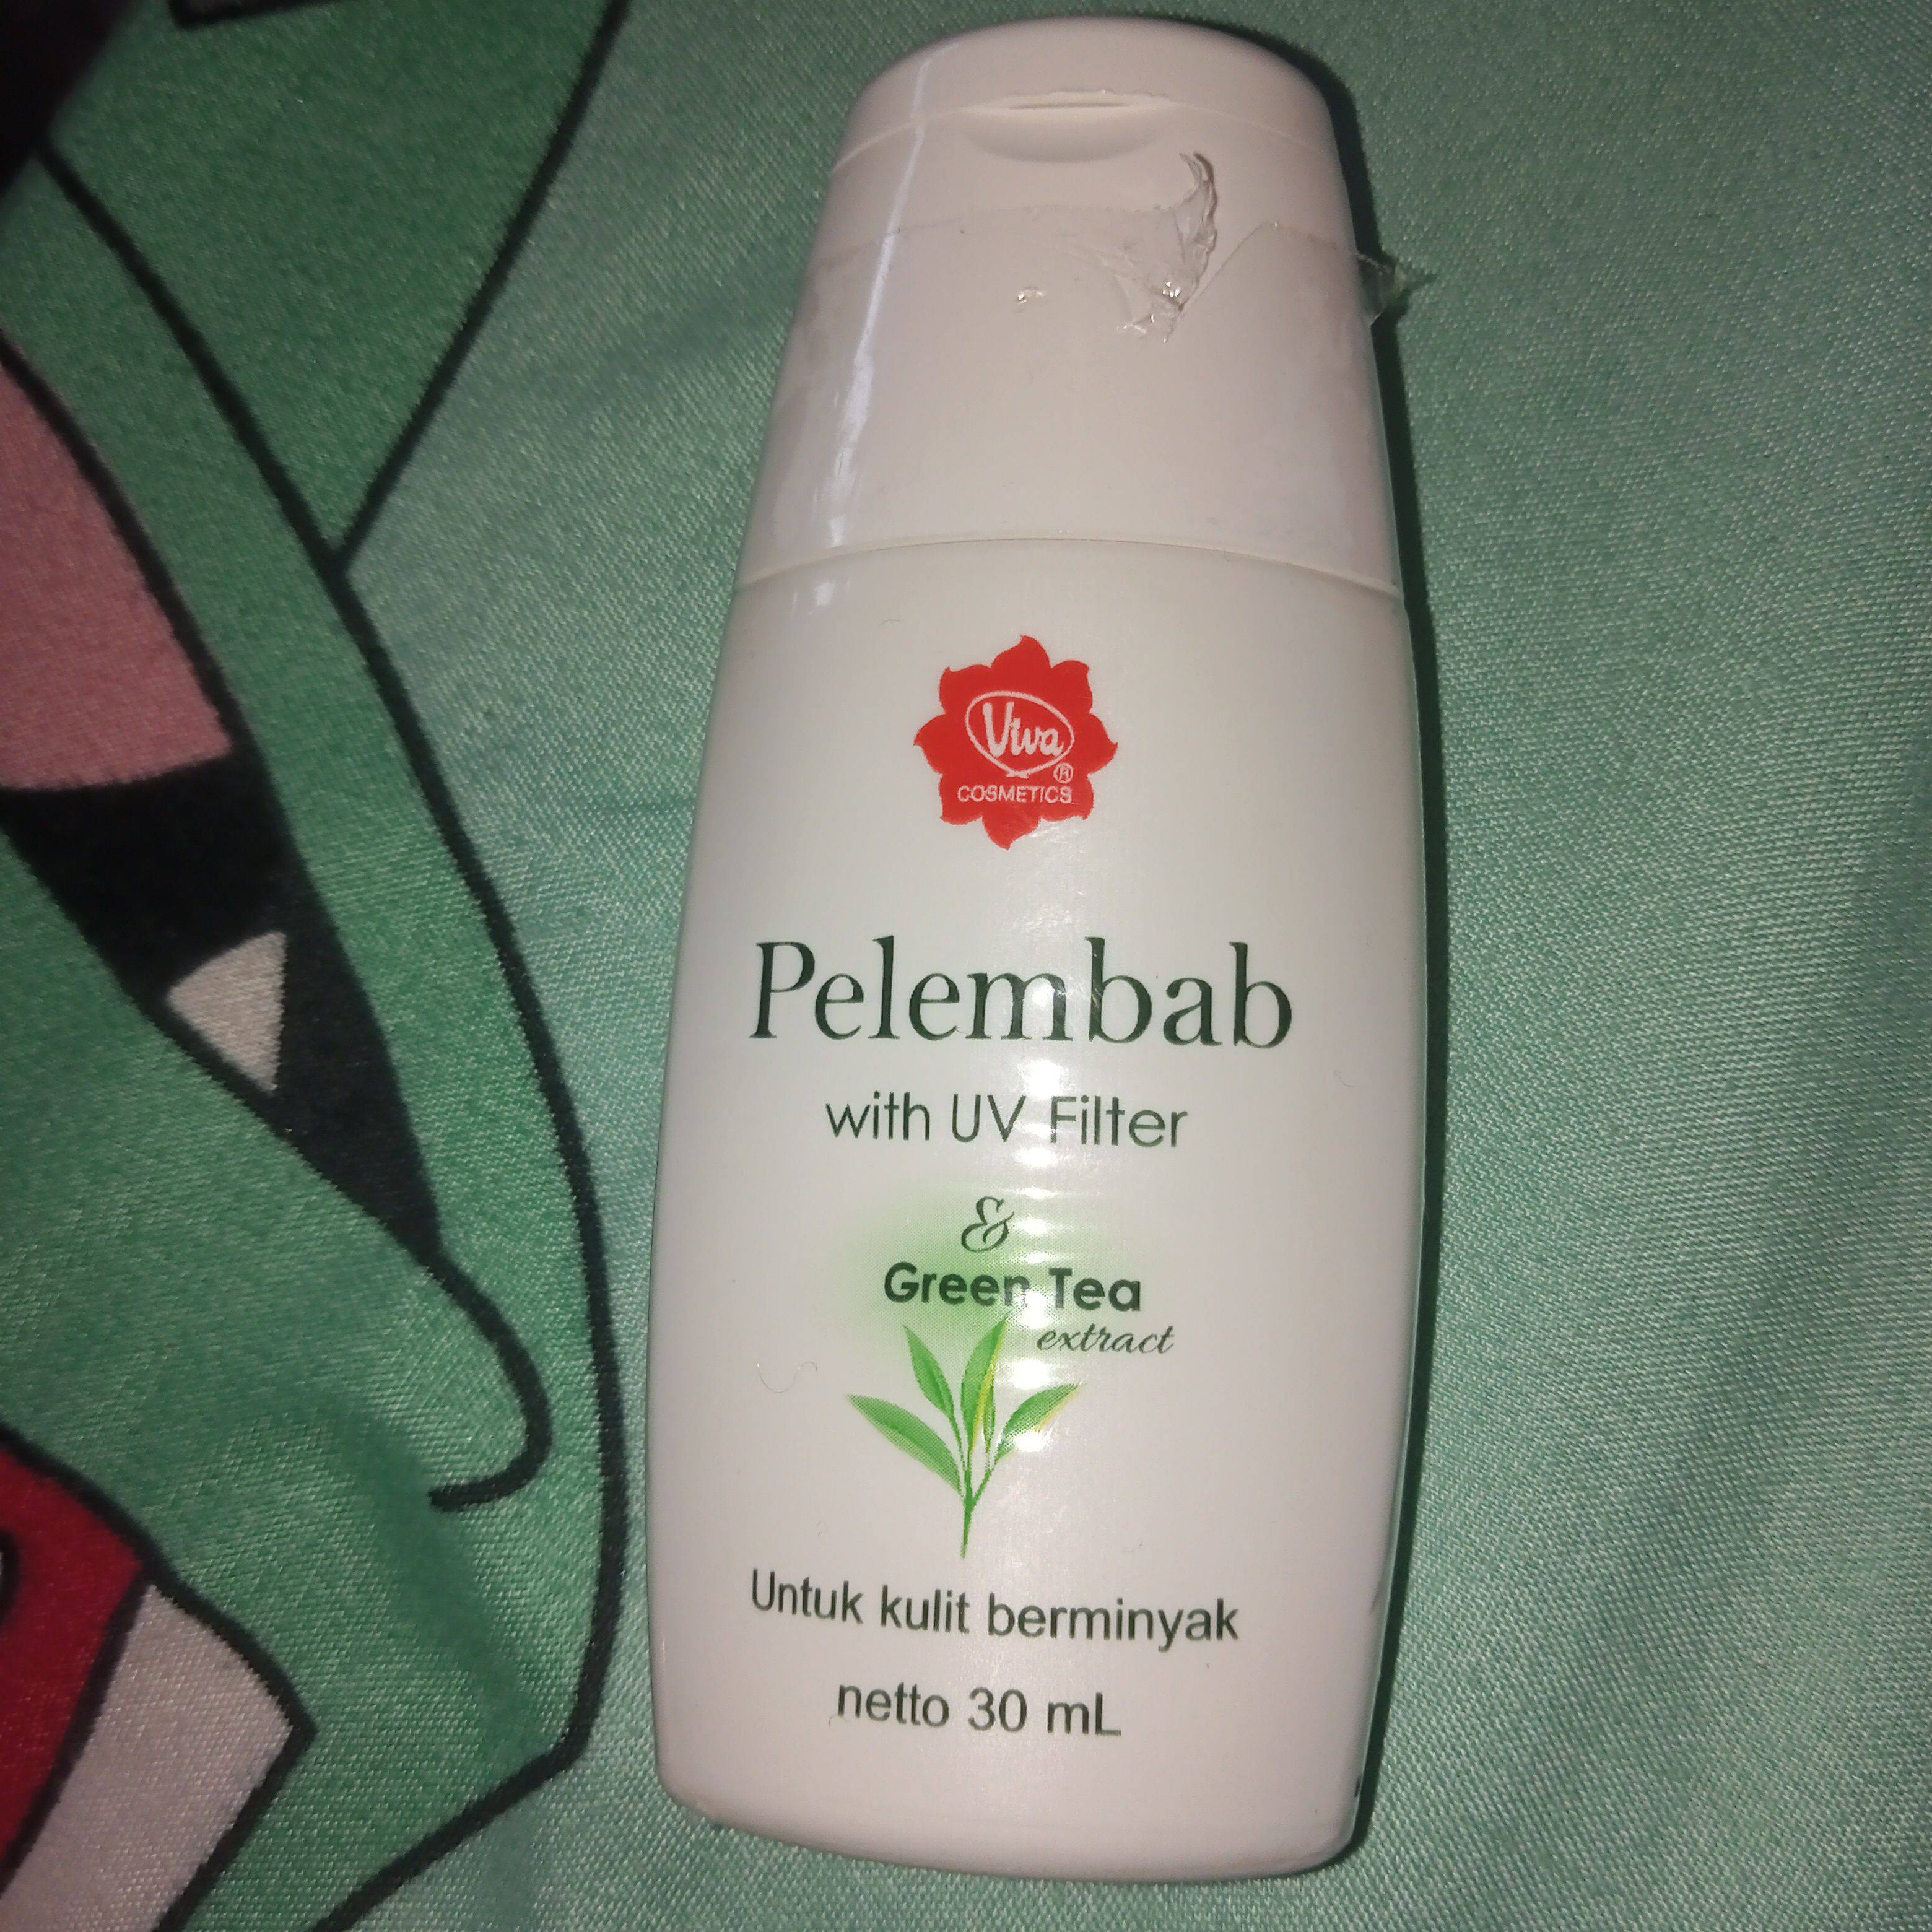 Viva
®
COSMETICS
Pelembab
with UV Filter
&
Green Tea
extract
Untuk kulit berminyak
netto 30 mL